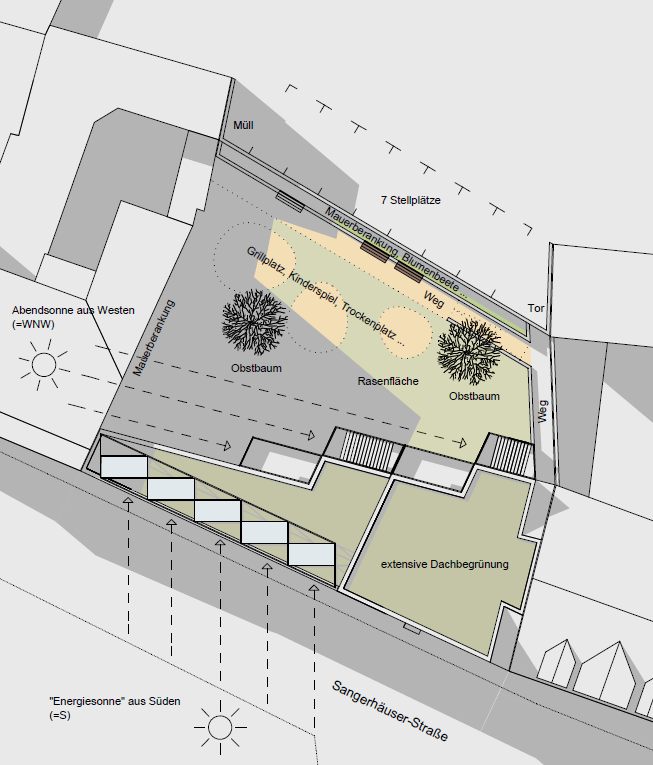 Müll
7 Stellplätze
Mauerberankung, Blumenbeete...
Grillplatz, Kinderspiel, Trockenplatz ...
Weg
Tor
Abendsonne aus Westen
(=WNW)
Mauerberankung
Obstbaum
Rasenfläche
Obstbaum
Weg
extensive Dachbegrünung
"Energiesonne" aus Süden
(=S)
Sangerhäuser-Straße